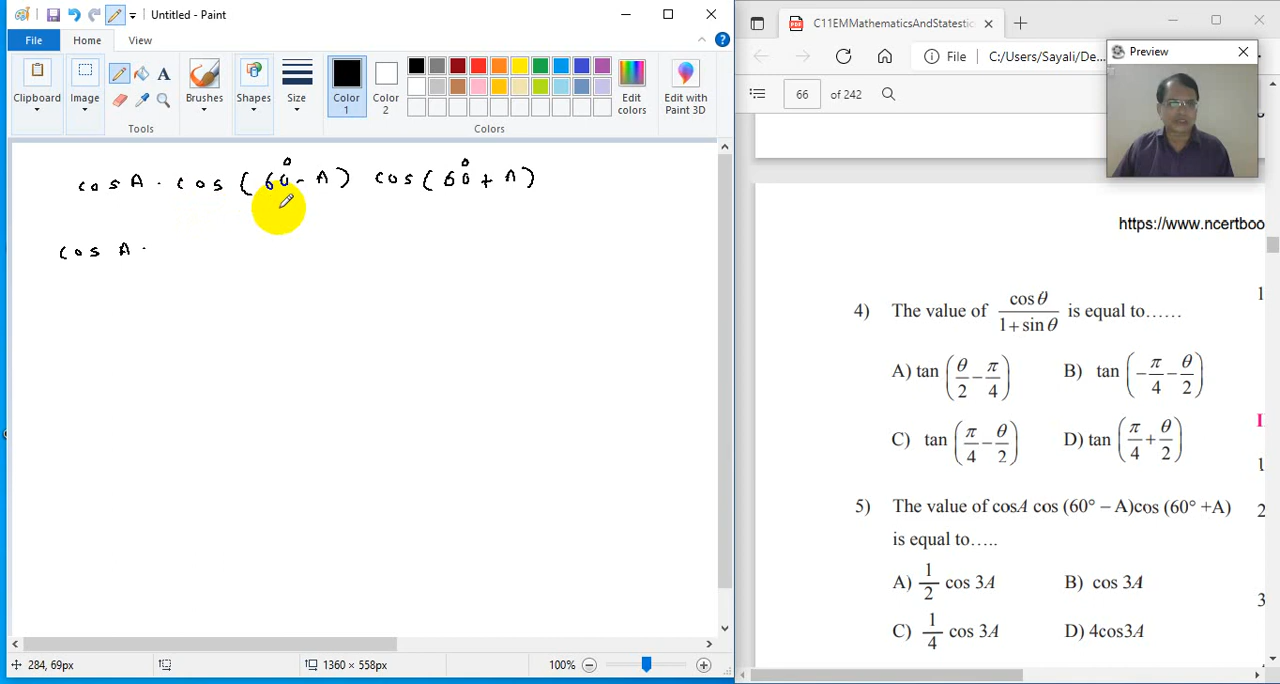 Untitled - Paint
File Home View
Clipboard Image Tools Brushes Shapes Size Color 1 Color 2 Colors Edit colors Edit with Paint 3D
cos A · cos (60° - A) cos (60° + A)
cos A ·
284, 69px 1360 × 558px 100%
C11EMMathematicsAndStatestic
File C:/Users/Sayali/De...
66 of 242
Preview
https://www.ncertboo
4) The value of cosθ/(1+sinθ) is equal to……
A) tan (θ/2 − π/4) B) tan (−π/4 − θ/2)
C) tan (π/4 − θ/2) D) tan (π/4 + θ/2)
5) The value of cosA cos (60° – A)cos (60° +A)
is equal to…..
A) 1/2 cos 3A B) cos 3A
C) 1/4 cos 3A D) 4cos3A